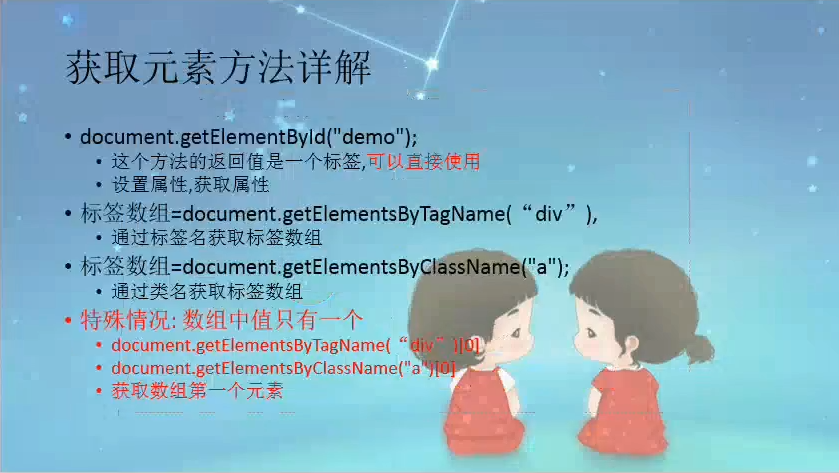 获取元素方法详解
• document.getElementById("demo");
• 这个方法的返回值是一个标签,可以直接使用
• 设置属性,获取属性
• 标签数组=document.getElementsByTagName(“div”),
• 通过标签名获取标签数组
• 标签数组=document.getElementsByClassName("a");
• 通过类名获取标签数组
• 特殊情况: 数组中值只有一个
• document.getElementsByTagName(“div”)[0]
• document.getElementsByClassName("a")[0]
• 获取数组第一个元素